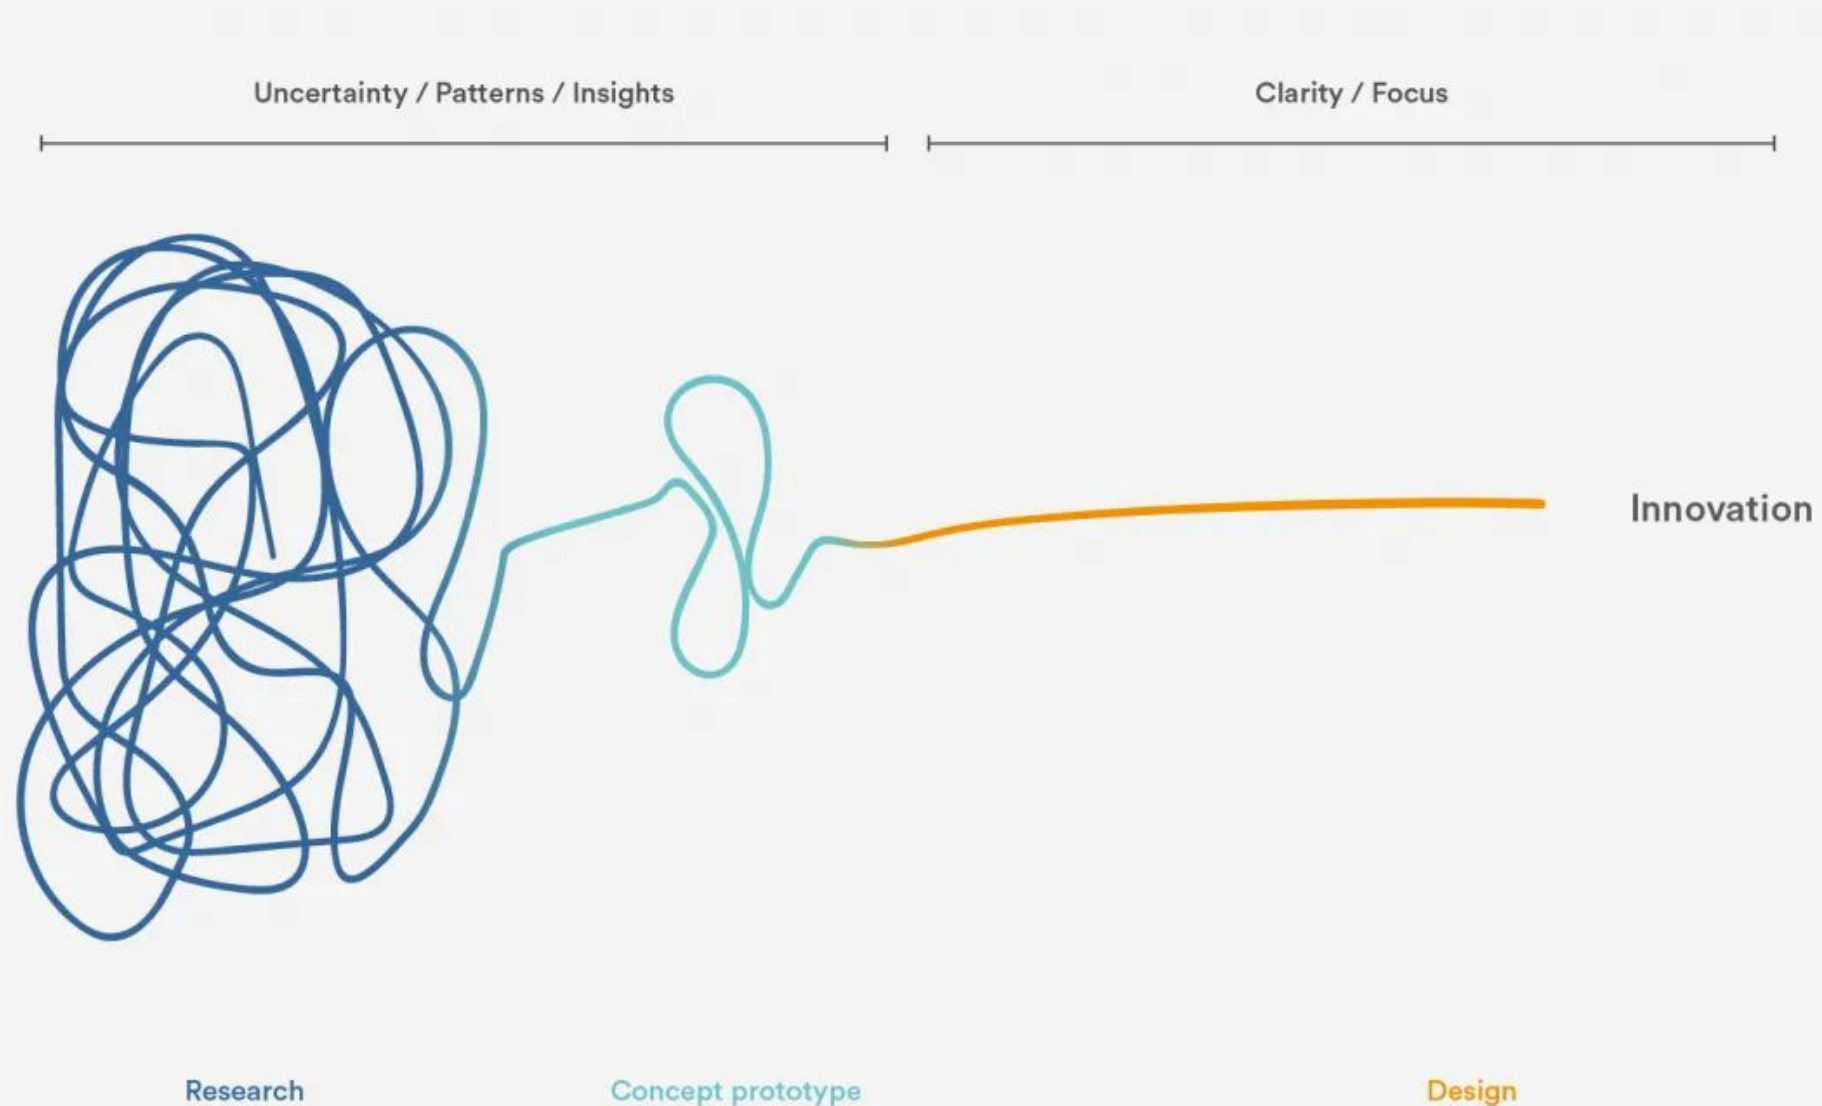 Uncertainty / Patterns / Insights
Clarity / Focus
Innovation
Research
Concept prototype
Design